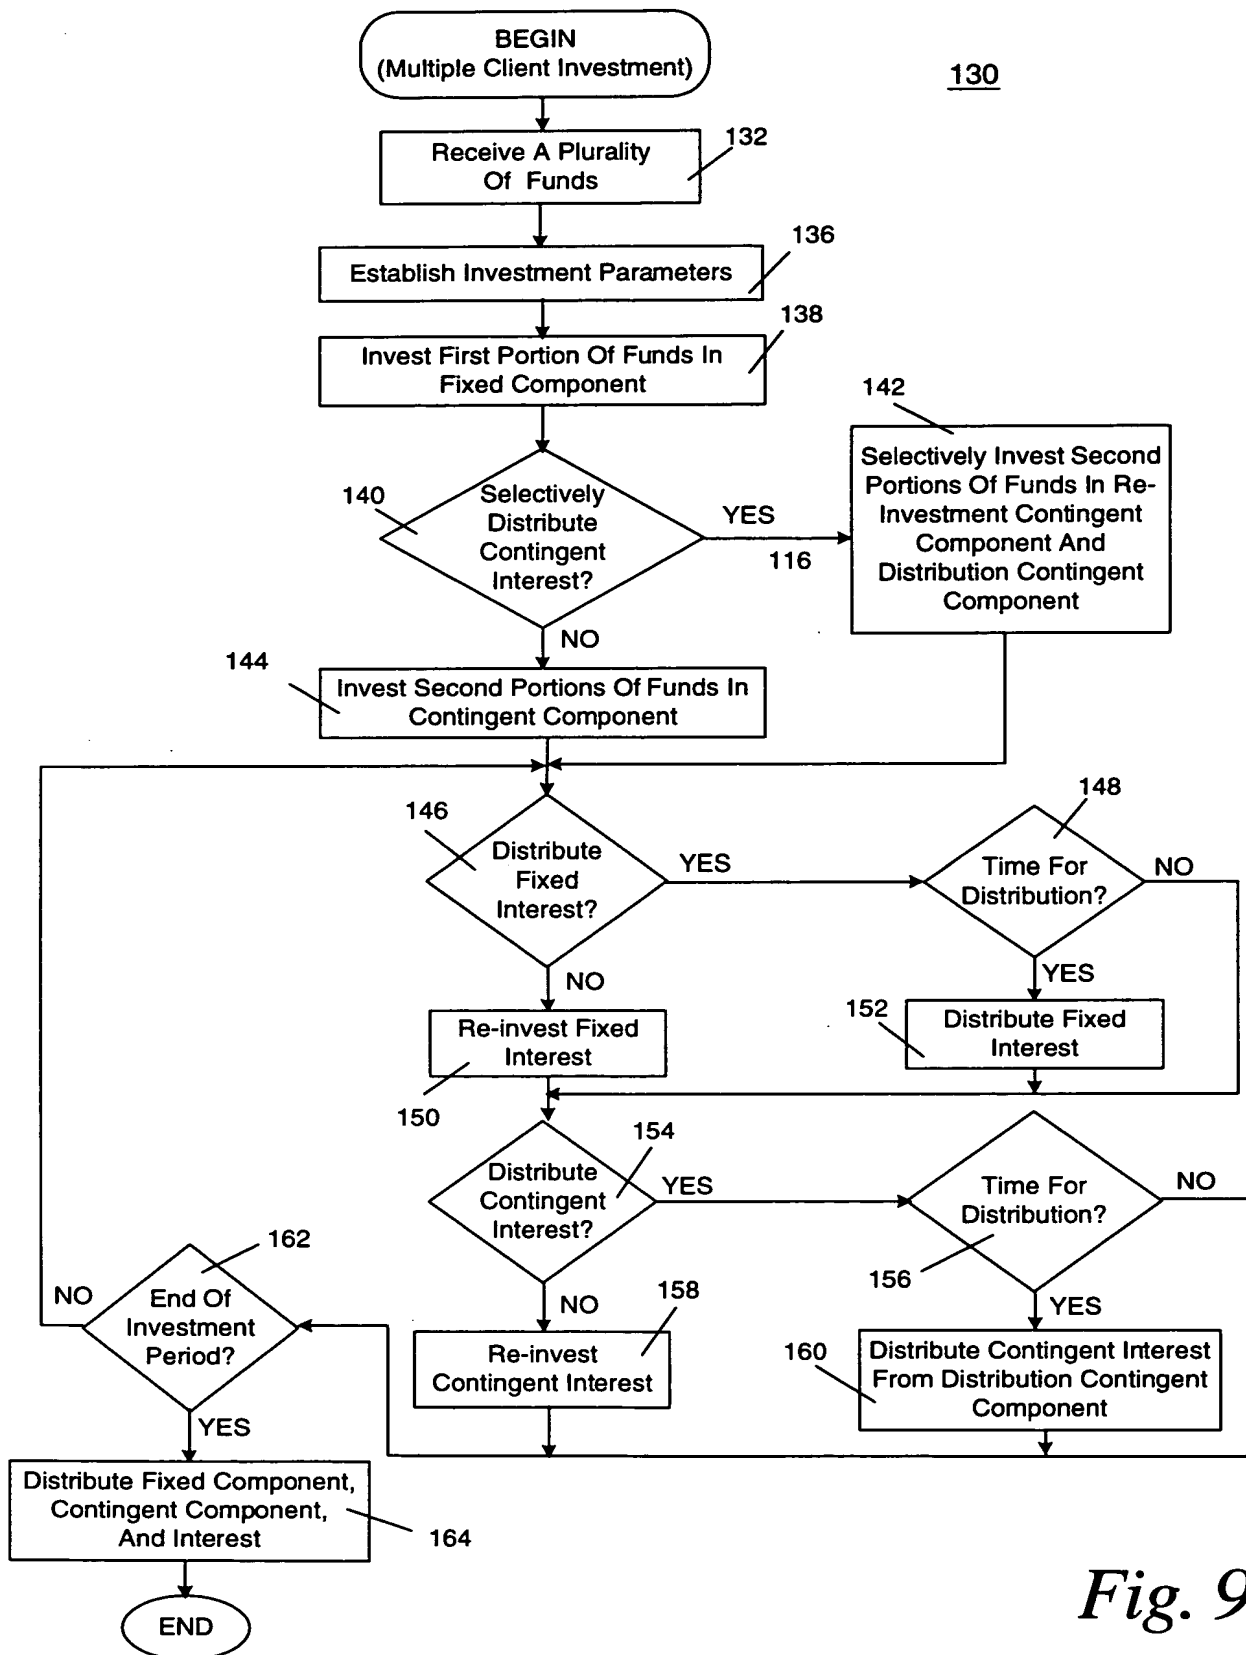 BEGIN
(Multiple Client Investment)
130
132
Receive A Plurality
Of Funds
136
Establish Investment Parameters
138
Invest First Portion Of Funds In
Fixed Component
142
140
Selectively
Distribute
Contingent
Interest?
YES
116
Selectively Invest Second
Portions Of Funds In Re-
Investment Contingent
Component And
Distribution Contingent
Component
NO
144
Invest Second Portions Of Funds In
Contingent Component
146
Distribute
Fixed
Interest?
YES
148
Time For
Distribution?
NO
NO
YES
Re-invest Fixed
Interest
150
152
Distribute Fixed
Interest
154
Distribute
Contingent
Interest?
YES
Time For
Distribution?
156
NO
162
NO
End Of
Investment
Period?
NO
158
YES
Re-invest
Contingent Interest
160
Distribute Contingent Interest
From Distribution Contingent
Component
YES
Distribute Fixed Component,
Contingent Component,
And Interest
164
END
Fig. 9